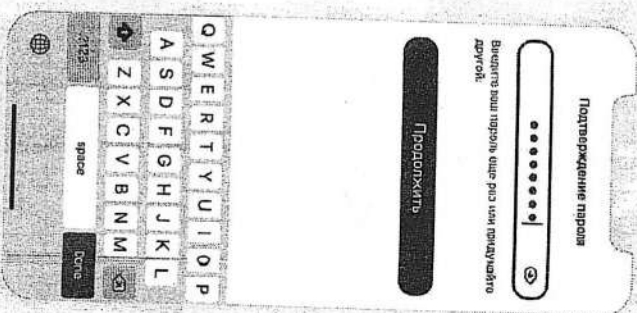 Подтверждение пароля
Введите ваш пароль еще раз или придумайте
другой.
Продолжить
Q W E R T Y U I O P
A S D F G H J K L
Z X C V B N M
?123 space Done